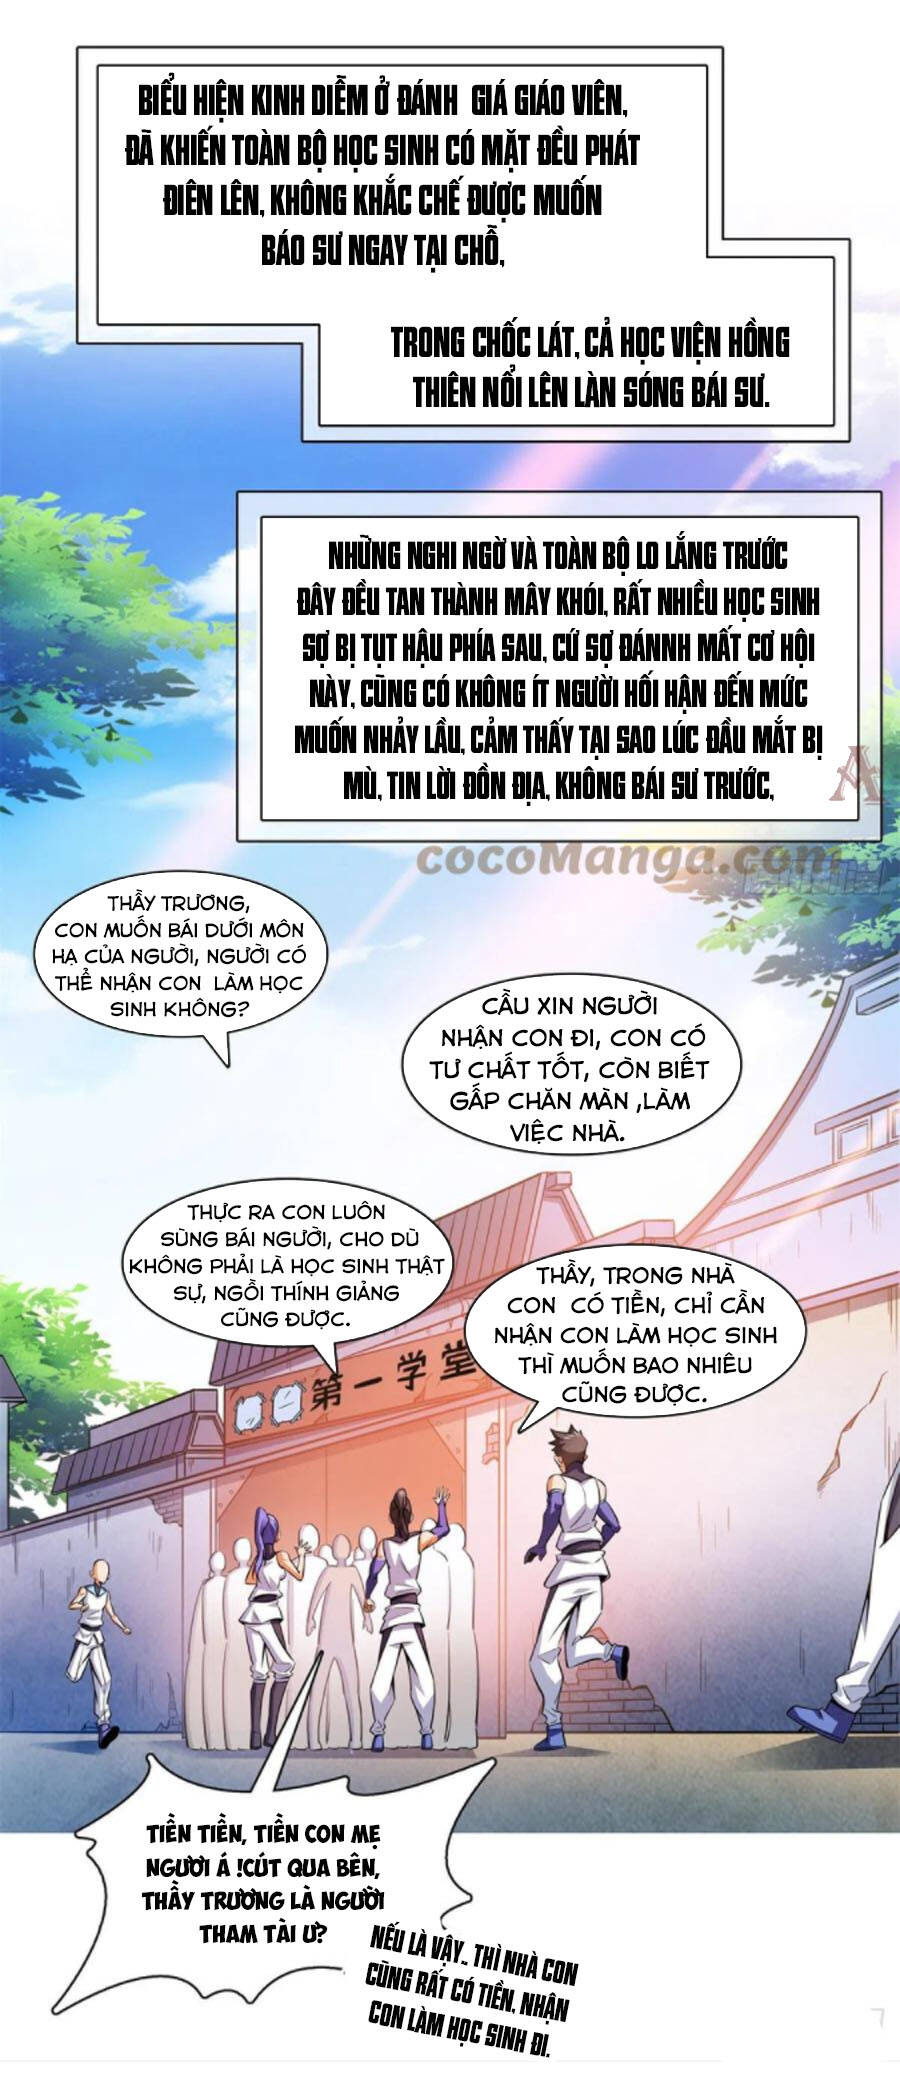 BIỂU HIỆN KINH DIỄM Ở ĐÁNH GIÁ GIÁO VIÊN,
ĐÃ KHIẾN TOÀN BỘ HỌC SINH CÓ MẶT ĐỀU PHÁT
ĐIÊN LÊN, KHÔNG KHẮC CHẾ ĐƯỢC MUỐN
BÁO SƯ NGAY TẠI CHỖ,
TRONG CHỐC LÁT, CẢ HỌC VIỆN HỒNG
THIÊN NỔI LÊN LÀN SÓNG BÁI SƯ.
NHỮNG NGHI NGỜ VÀ TOÀN BỘ LO LẮNG TRƯỚC
ĐÂY ĐỀU TAN THÀNH MÂY KHÓI, RẤT NHIỀU HỌC SINH
SỢ BỊ TỤT HẬU PHÍA SAU, CỨ SỢ ĐÁNNH MẤT CƠ HỘI
NÀY, CŨNG CÓ KHÔNG ÍT NGƯỜI HỐI HẬN ĐẾN MỨC
MUỐN NHẢY LẦU, CẢM THẤY TẠI SAO LÚC ĐẦU MẮT BỊ
MÙ, TIN LỜI ĐỒN ĐỊA, KHÔNG BÁI SƯ TRƯỚC,
COCOManga.com
THẦY TRƯƠNG,
CON MUỐN BÁI DƯỚI MÔN
HẠ CỦA NGƯỜI, NGƯỜI CÓ
THỂ NHẬN CON LÀM HỌC
SINH KHÔNG?
CẦU XIN NGƯỜI
NHẬN CON ĐI, CON CÓ
TƯ CHẤT TỐT, CÒN BIẾT
GẤP CHĂN MÀN ,LÀM
VIỆC NHÀ.
THỰC RA CON LUÔN
SÙNG BÁI NGƯỜI, CHO DÙ
KHÔNG PHẢI LÀ HỌC SINH THẬT
SỰ, NGỒI THÍNH GIẢNG
CŨNG ĐƯỢC.
THẦY, TRONG NHÀ
CON CÓ TIỀN, CHỈ CẦN
NHẬN CON LÀM HỌC SINH
THÌ MUỐN BAO NHIÊU
CŨNG ĐƯỢC.
第一学堂
TIỀN TIỀN, TIỀN CON MẸ
NGƯƠI Á !CÚT QUA BÊN,
THẦY TRƯƠNG LÀ NGƯỜI
THAM TÀI Ư?
NẾU LÀ VẬY.. THÌ NHÀ CON
CŨNG RẤT CÓ TIỀN, NHẬN
CON LÀM HỌC SINH ĐI.